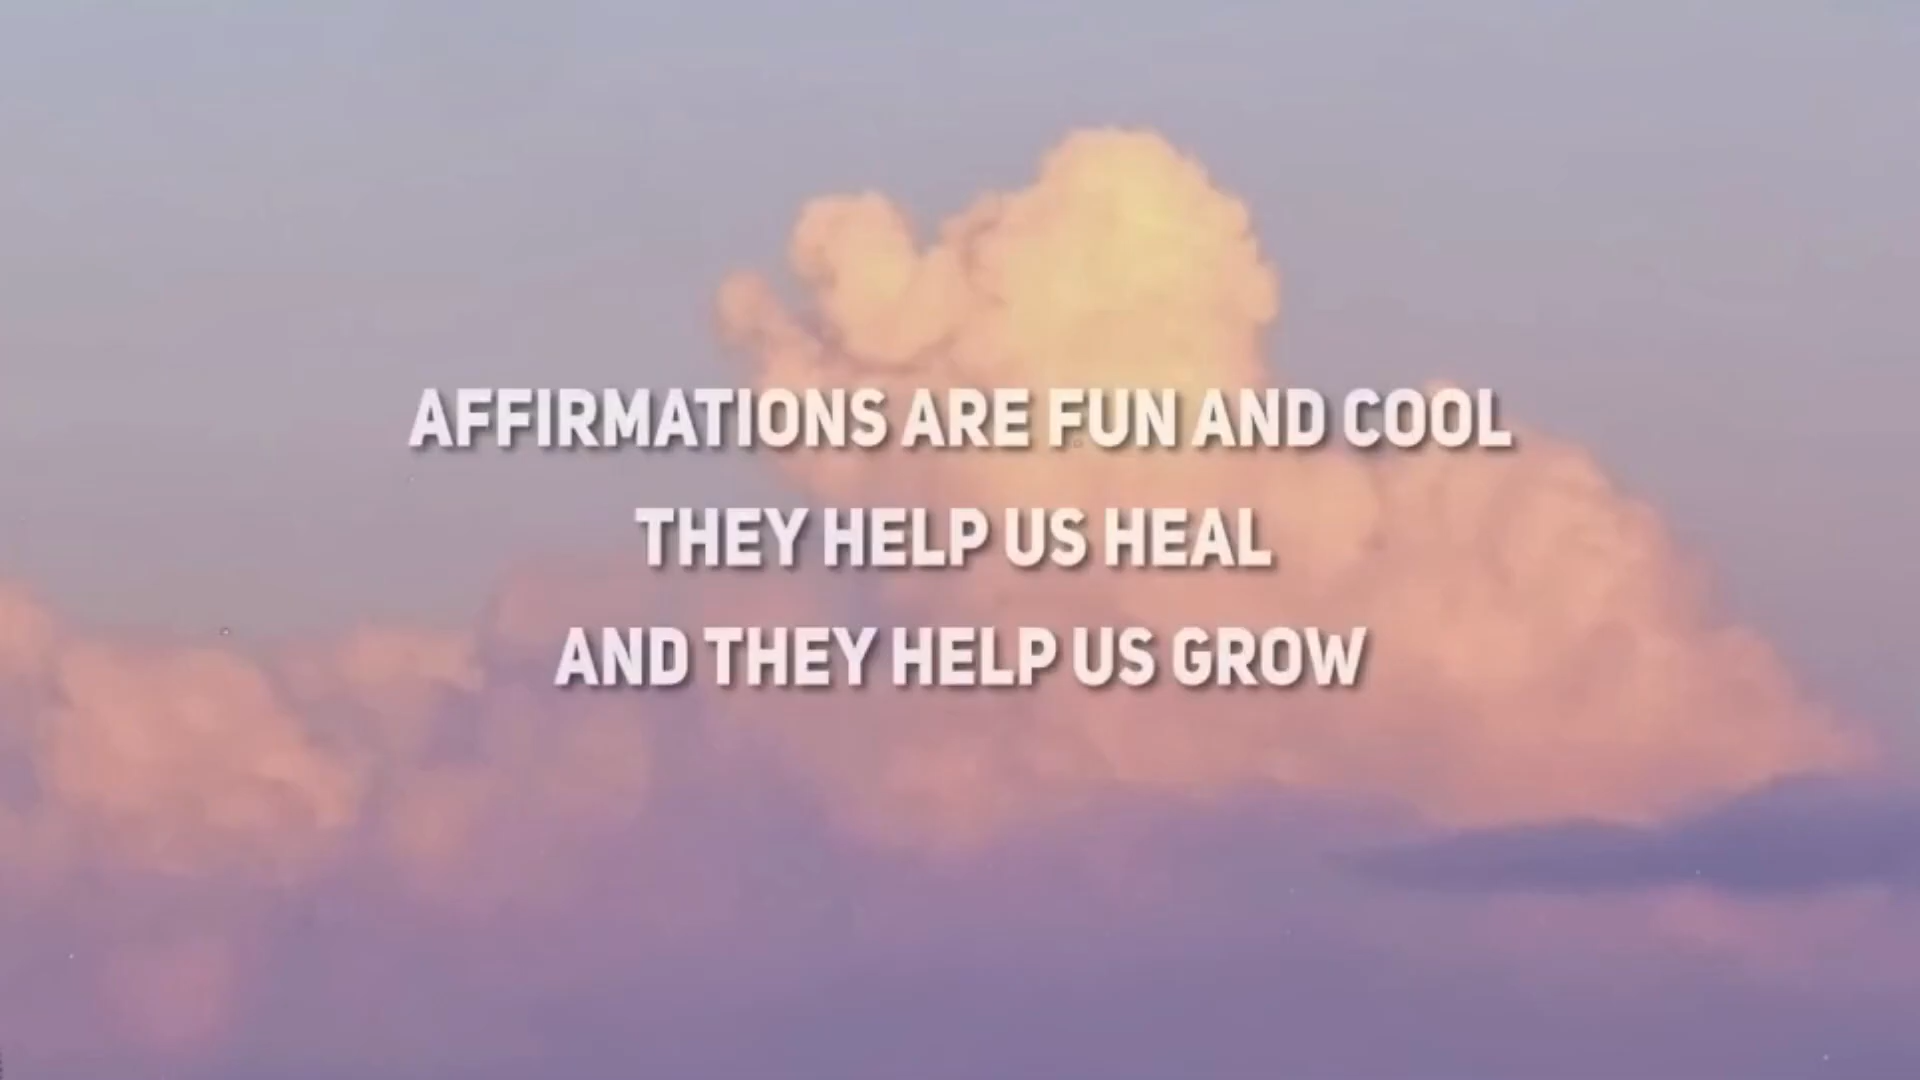 AFFIRMATIONS ARE FUN AND COOL
THEY HELP US HEAL
AND THEY HELP US GROW